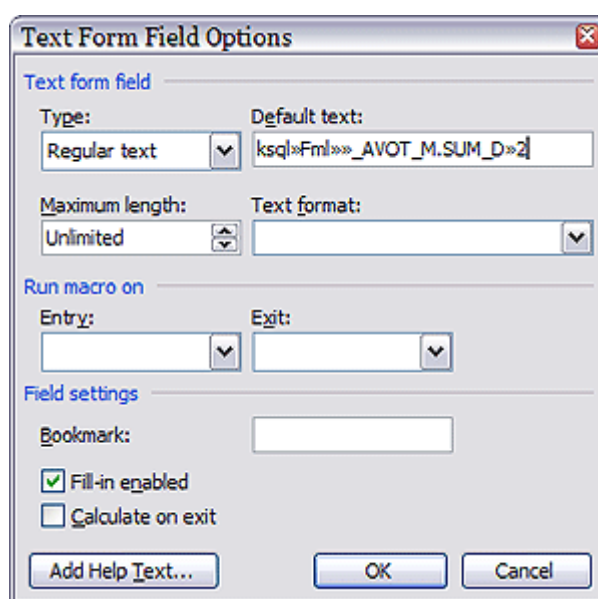 Text Form Field Options
Text form field
Type:
Default text:
Regular text
ksql»Fml»»_AVOT_M.SUM_D»2
Maximum length:
Text format:
Unlimited
Run macro on
Entry:
Exit:
Field settings
Bookmark:
Fill-in enabled
Calculate on exit
Add Help Text...
OK
Cancel